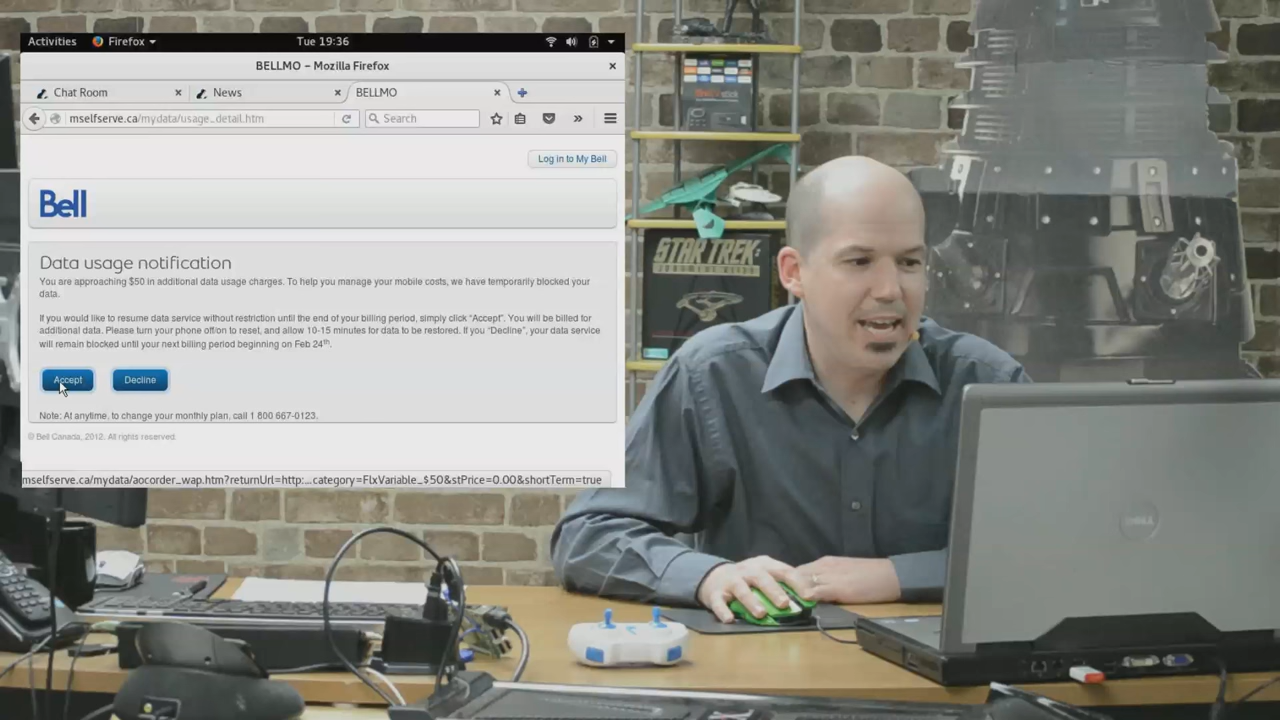 Activities Firefox Tue 19:36
BELLMO – Mozilla Firefox
Chat Room News BELLMO
mselfserve.ca/mydata/usage_detail.htm Search
Log in to My Bell
Bell
Data usage notification
You are approaching $50 in additional data usage charges. To help you manage your mobile costs, we have temporarily blocked your
data.
If you would like to resume data service without restriction until the end of your billing period, simply click "Accept". You will be billed for
additional data. Please turn your phone off/on to reset, and allow 10-15 minutes for data to be restored. If you "Decline", your data service
will remain blocked until your next billing period beginning on Feb 24th.
Accept Decline
Note: At anytime, to change your monthly plan, call 1 800 667-0123.
© Bell Canada, 2012. All rights reserved.
mselfserve.ca/mydata/aocorder_wap.htm?returnUrl=http:...category=FlxVariable_$50&stPrice=0.00&shortTerm=true
STAR TREK
DELL